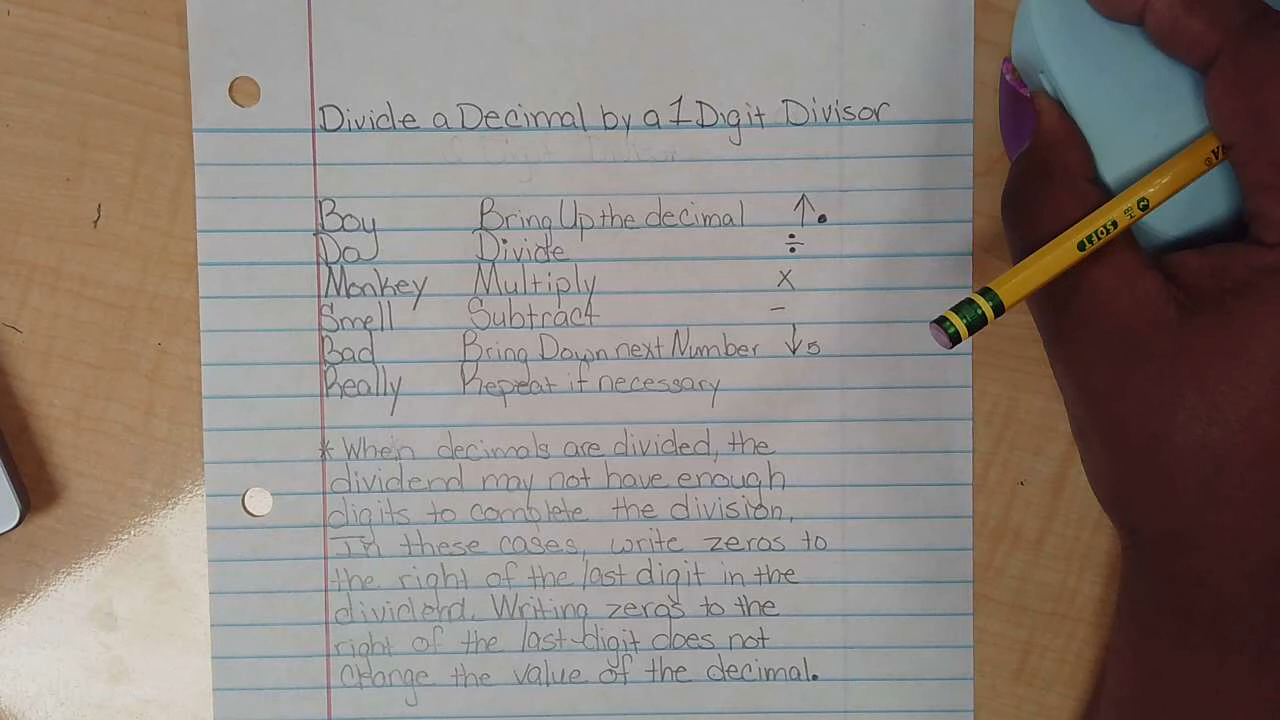 Divide a Decimal by a 1 Digit Divisor
Boy Bring Up the decimal ↑.
Do Divide ÷
Monkey Multiply x
Smell Subtract -
Bad Bring Down next Number ↓5
Really Repeat if necessary
* When decimals are divided, the
dividend may not have enough
digits to complete the division.
In these cases, write zeros to
the right of the last digit in the
dividend. Writing zeros to the
right of the last digit does not
change the value of the decimal.
SOFT